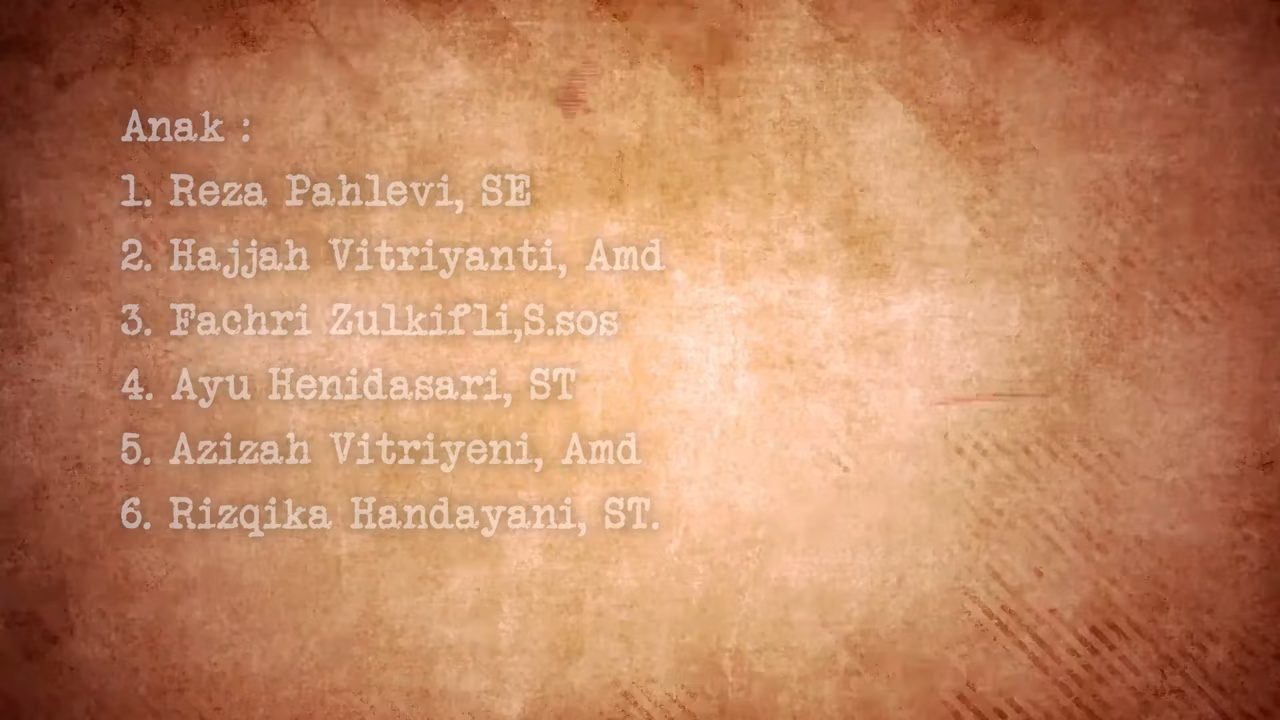 Anak :
1. Reza Pahlevi, SE
2. Hajjah Vitriyanti, Amd
3. Fachri Zulkifli,S.sos
4. Ayu Henidasari, ST
5. Azizah Vitriyeni, Amd
6. Rizqika Handayani, ST.